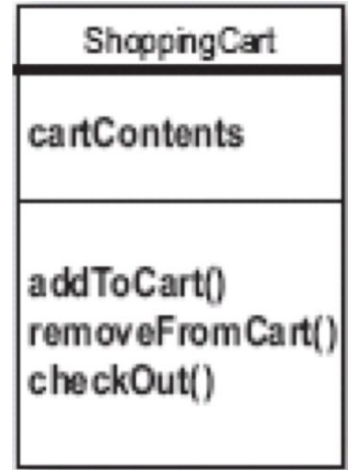 ShoppingCart
cartContents
addToCart()
removeFromCart()
checkOut()